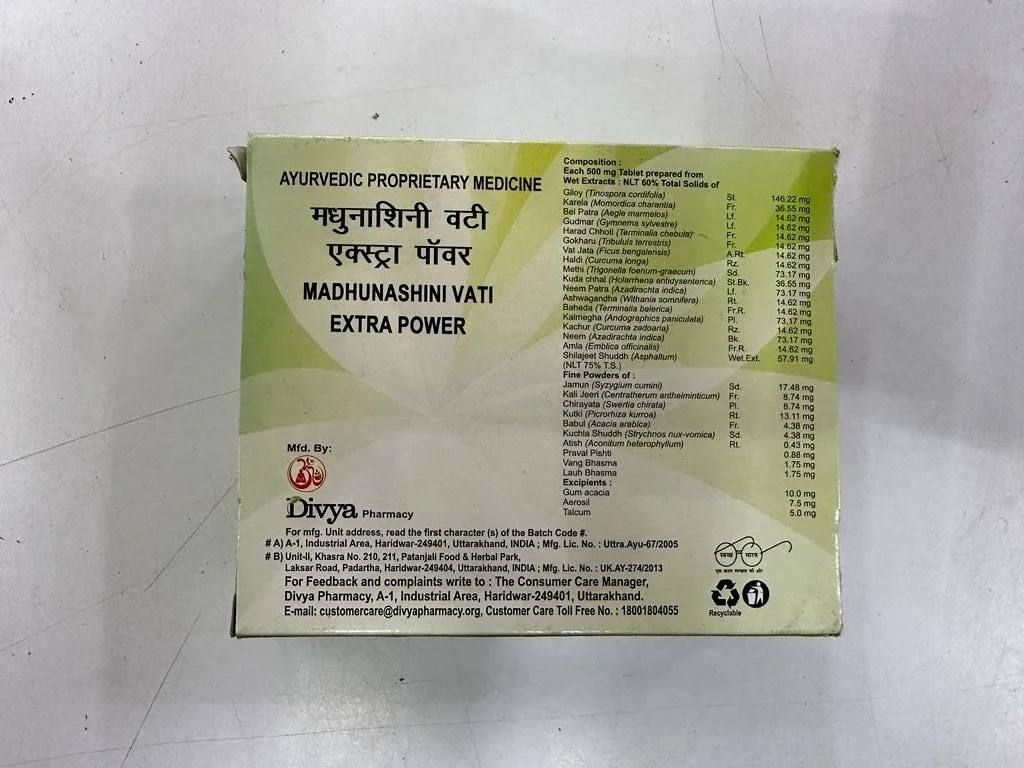 AYURVEDIC PROPRIETARY MEDICINE
मधुनाशिनी वटी
एक्स्ट्रा पॉवर
MADHUNASHINI VATI
EXTRA POWER
Composition :
Each 500 mg Tablet prepared from
Wet Extracts : NLT 60% Total Solids of
Giloy (Tinospora cordifolia) St. 146.22 mg
Karela (Momordica charantia) Fr. 36.55 mg
Bel Patra (Aegle marmelos) Lf. 14.62 mg
Gudmar (Gymnema sylvestre) Lf. 14.62 mg
Harad Chhoti (Terminalia chebula) Fr. 14.62 mg
Gokharu (Tribululs terrestris) Fr. 14.62 mg
Vat Jata (Ficus bengalensis) A.Rt. 14.62 mg
Haldi (Curcuma longa) Rz. 14.62 mg
Methi (Trigonella foenum-graecum) Sd. 73.17 mg
Kuda chhal (Holarrhena antidysenterica) St.Bk. 36.55 mg
Neem Patra (Azadirachta indica) Lf. 73.17 mg
Ashwagandha (Withania somnifera) Rt. 14.62 mg
Baheda (Terminalia belerica) Fr.R. 14.62 mg
Kalmegha (Andographics paniculata) Pl. 73.17 mg
Kachur (Curcuma zedoaria) Rz. 14.62 mg
Neem (Azadirachta indica) Bk. 73.17 mg
Amla (Emblica officinalis) Fr.R. 14.62 mg
Shilajeet Shuddh (Asphaltum) Wet.Ext. 57.91 mg
(NLT 75% T.S.)
Fine Powders of :
Jamun (Syzygium cumini) Sd. 17.48 mg
Kali Jeeri (Centratherum anthelminticum) Fr. 8.74 mg
Chirayata (Swertia chirata) Pl. 8.74 mg
Kutki (Picrorhiza kurroa) Rt. 13.11 mg
Babul (Acacia arabica) Fr. 4.38 mg
Kuchla Shuddh (Strychnos nux-vomica) Sd. 4.38 mg
Atish (Aconitum heterophyllum) Rt. 0.43 mg
Praval Pishti 0.88 mg
Vang Bhasma 1.75 mg
Lauh Bhasma 1.75 mg
Excipients :
Gum acacia 10.0 mg
Aerosil 7.5 mg
Talcum 5.0 mg
Mfd. By:
Divya Pharmacy
For mfg. Unit address, read the first character (s) of the Batch Code #.
# A) A-1, Industrial Area, Haridwar-249401, Uttarakhand, INDIA ; Mfg. Lic. No. : Uttra.Ayu-67/2005
# B) Unit-II, Khasra No. 210, 211, Patanjali Food & Herbal Park,
Laksar Road, Padartha, Haridwar-249404, Uttarakhand, INDIA ; Mfg. Lic. No. : UK.AY-274/2013
For Feedback and complaints write to : The Consumer Care Manager,
Divya Pharmacy, A-1, Industrial Area, Haridwar-249401, Uttarakhand.
E-mail: customercare@divyapharmacy.org, Customer Care Toll Free No. : 18001804055
स्वच्छ भारत
एक कदम स्वच्छता की ओर
Recyclable